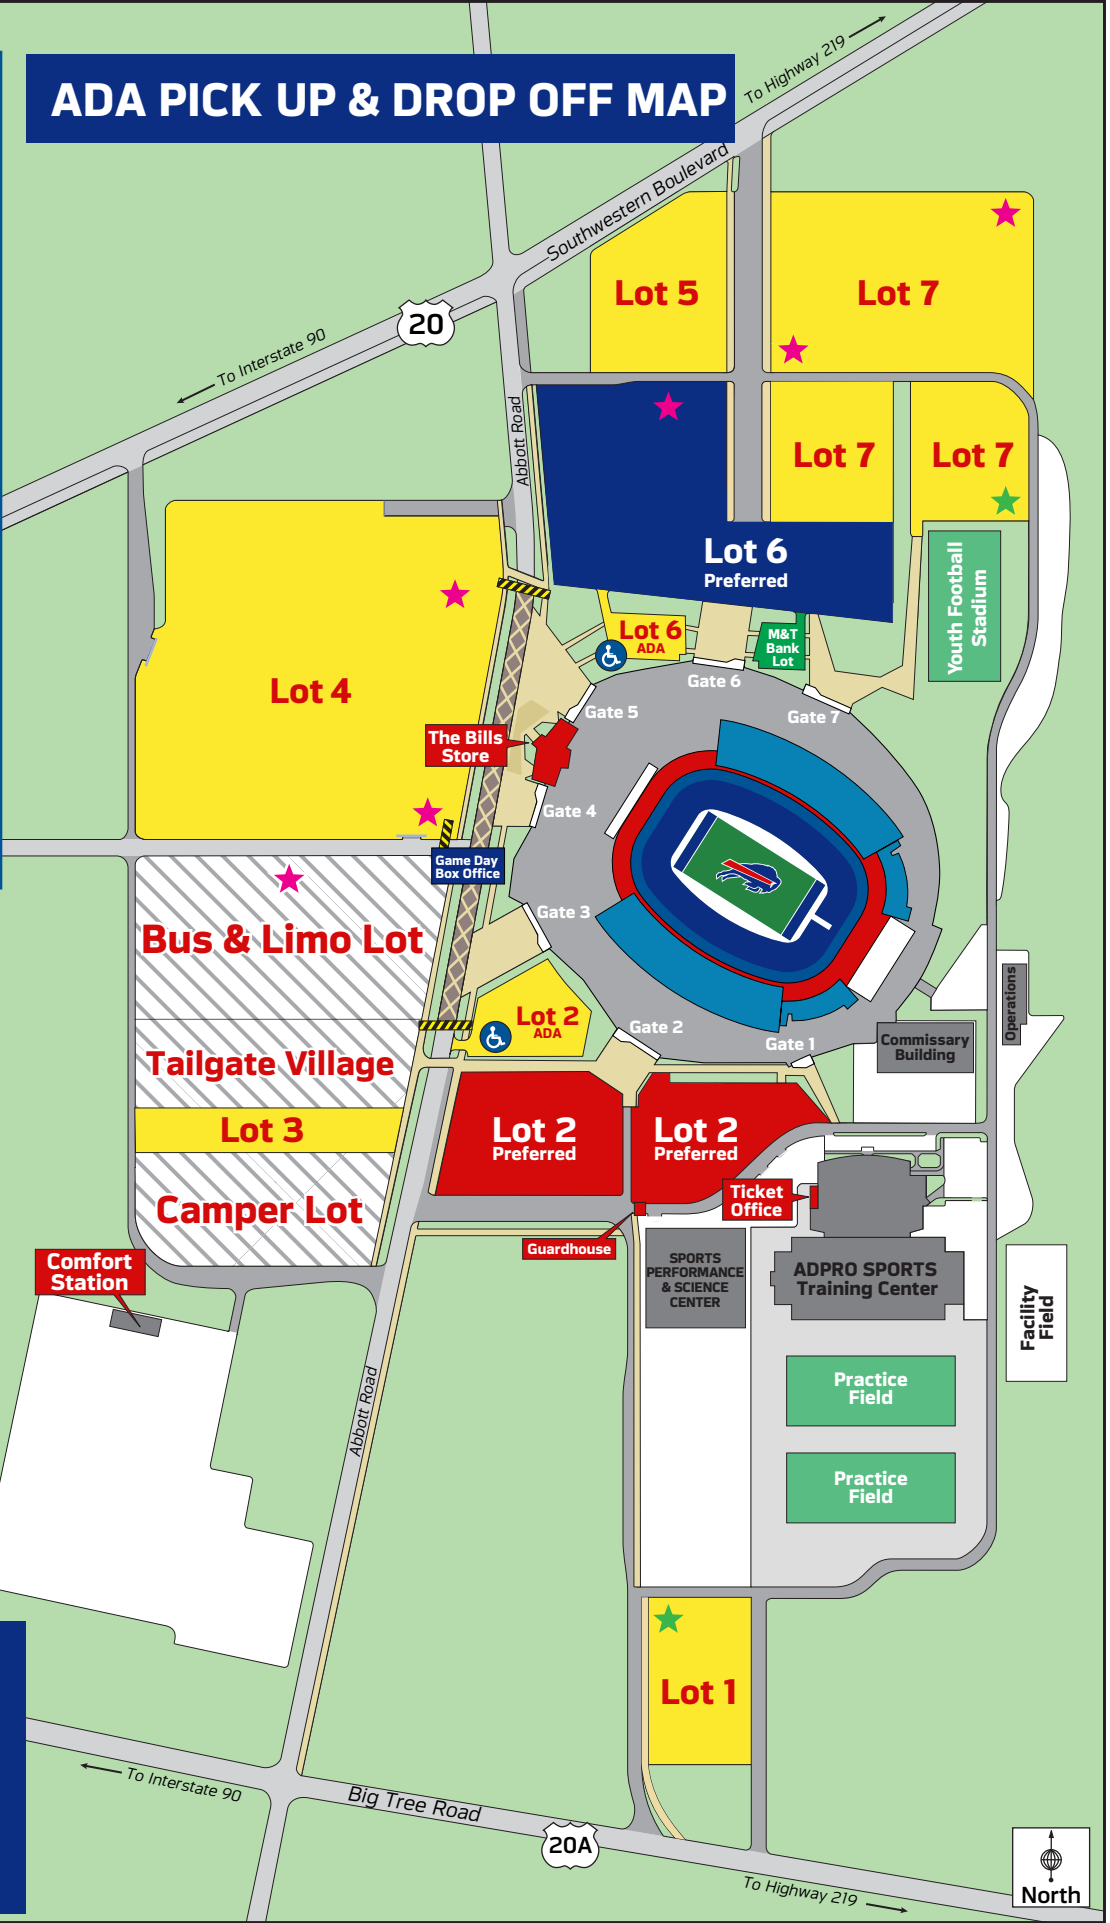 ADA PICK UP & DROP OFF MAP
To Highway 219
Southwestern Boulevard
20
To Interstate 90
Lot 5
Lot 7
Abbott Road
Lot 7
Lot 7
Lot 6
Preferred
Youth Football
Stadium
Lot 6
ADA
M&T
Bank
Lot
Gate 6
Gate 5
Gate 7
Lot 4
The Bills
Store
Gate 4
Game Day
Box Office
Gate 3
Bus & Limo Lot
Lot 2
ADA
Gate 2
Gate 1
Operations
Commissary
Building
Tailgate Village
Lot 3
Lot 2
Preferred
Lot 2
Preferred
Camper Lot
Ticket
Office
Guardhouse
Comfort
Station
SPORTS
PERFORMANCE
& SCIENCE
CENTER
ADPRO SPORTS
Training Center
Facility
Field
Practice
Field
Abbott Road
Practice
Field
Lot 1
To Interstate 90
Big Tree Road
20A
To Highway 219
North